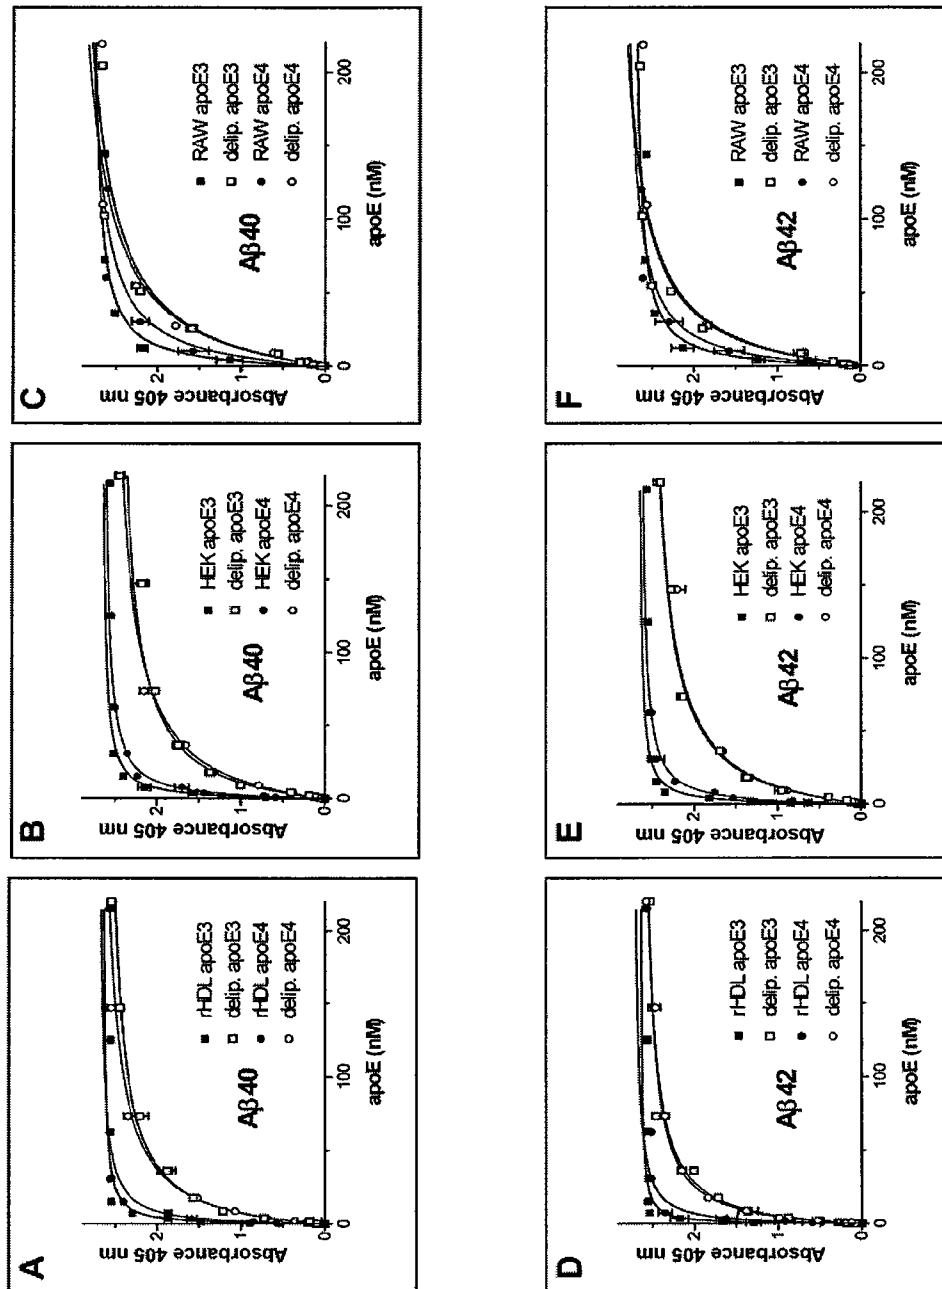 A
Absorbance 405 nm
2
1
0
0
100
200
apoE (nM)
Aβ40
rHDL apoE3
delip. apoE3
rHDL apoE4
delip. apoE4
B
Absorbance 405 nm
2
1
0
0
100
200
apoE (nM)
Aβ40
HEK apoE3
delip. apoE3
HEK apoE4
delip. apoE4
C
Absorbance 405 nm
2
1
0
0
100
200
apoE (nM)
Aβ40
RAW apoE3
delip. apoE3
RAW apoE4
delip. apoE4
D
Absorbance 405 nm
2
1
0
0
100
200
apoE (nM)
Aβ42
rHDL apoE3
delip. apoE3
rHDL apoE4
delip. apoE4
E
Absorbance 405 nm
2
1
0
0
100
200
apoE (nM)
Aβ42
HEK apoE3
delip. apoE3
HEK apoE4
delip. apoE4
F
Absorbance 405 nm
2
1
0
0
100
200
apoE (nM)
Aβ42
RAW apoE3
delip. apoE3
RAW apoE4
delip. apoE4